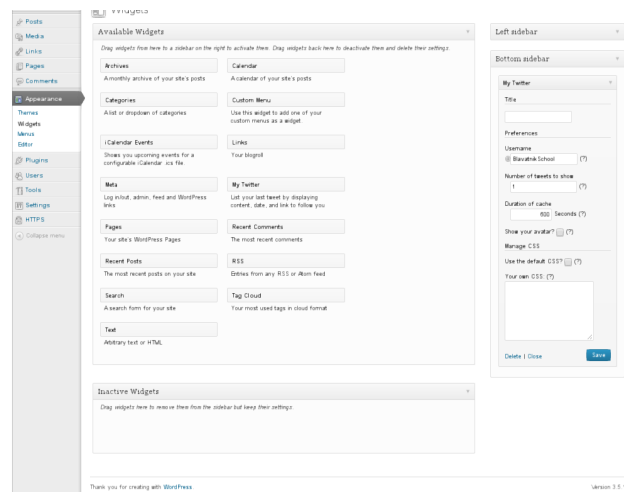 Widgets
Posts
Media
Links
Pages
Comments
Appearance
Themes
Widgets
Menus
Editor
Plugins
Users
Tools
Settings
HTTPS
Collapse menu
Available Widgets
Drag widgets from here to a sidebar on the right to activate them. Drag widgets back here to deactivate them and delete their settings.
Archives
A monthly archive of your site's posts
Calendar
A calendar of your site's posts
Categories
A list or dropdown of categories
Custom Menu
Use this widget to add one of your
custom menus as a widget.
iCalendar Events
Shows you upcoming events for a
configurable iCalendar .ics file.
Links
Your blogroll
Meta
Log in/out, admin, feed and WordPress
links
My Twitter
List your last tweet by displaying
content, date, and link to follow you
Pages
Your site's WordPress Pages
Recent Comments
The most recent comments
Recent Posts
The most recent posts on your site
RSS
Entries from any RSS or Atom feed
Search
A search form for your site
Tag Cloud
Your most used tags in cloud format
Text
Arbitrary text or HTML
Inactive Widgets
Drag widgets here to remove them from the sidebar but keep their settings.
Left sidebar
Bottom sidebar
My Twitter
Title
Preferences
Username
@ Blavatnik School (?)
Number of tweets to show
1 (?)
Duration of cache
600 Seconds (?)
Show your avatar? (?)
Manage CSS
Use the default CSS? (?)
Your own CSS: (?)
Delete | Close
Save
Thank you for creating with WordPress.
Version 3.5.